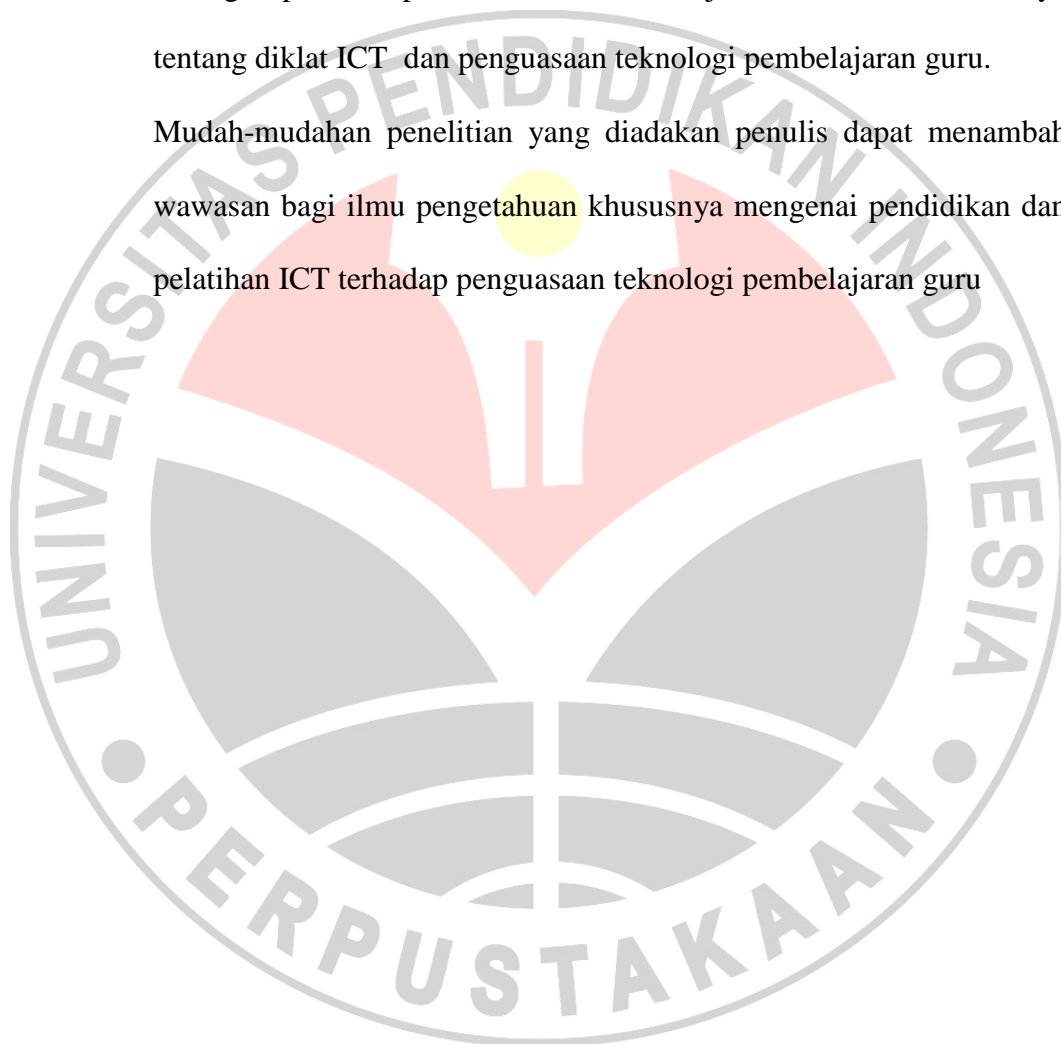 tentang diklat ICT dan penguasaan teknologi pembelajaran guru.
Mudah-mudahan penelitian yang diadakan penulis dapat menambah
wawasan bagi ilmu pengetahuan khususnya mengenai pendidikan dan
pelatihan ICT terhadap penguasaan teknologi pembelajaran guru
UNIVERSITAS PENDIDIKAN INDONESIA
PERPUSTAKAAN